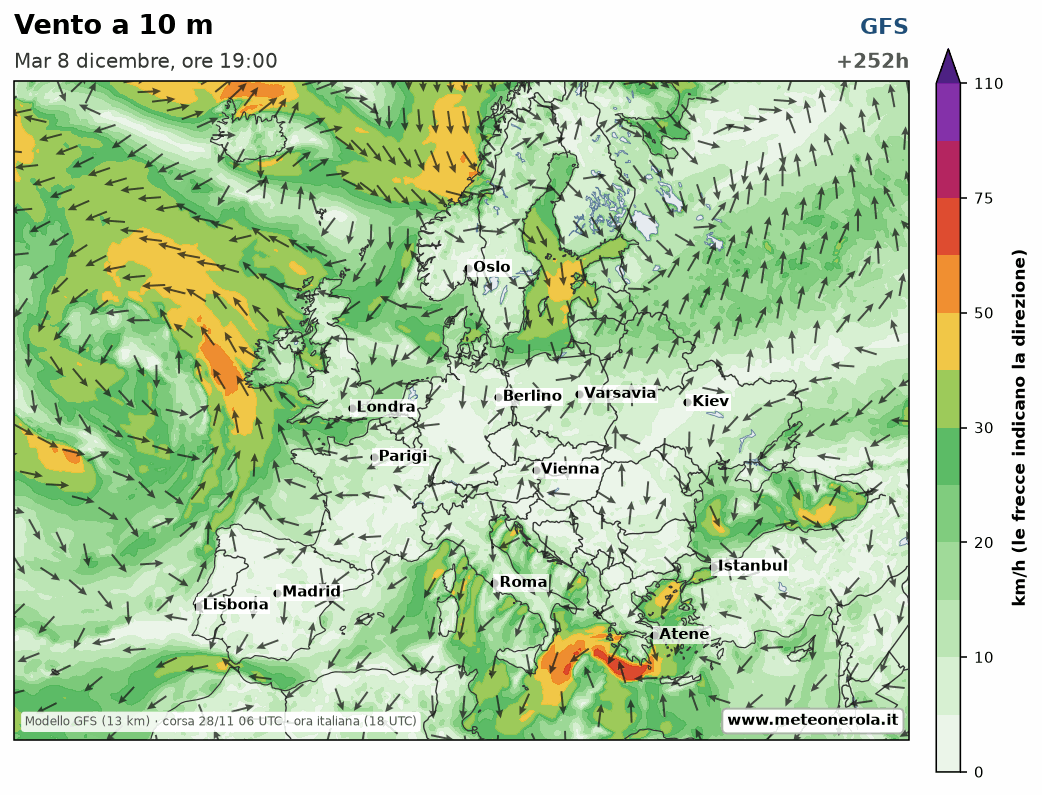 Vento a 10 m
GFS
Mar 8 dicembre, ore 19:00
+252h
110
75
50
30
20
10
0
km/h (le frecce indicano la direzione)
Oslo
Londra
Berlino
Varsavia
Kiev
Parigi
Vienna
Istanbul
Roma
Madrid
Lisbona
Atene
Modello GFS (13 km) · corsa 28/11 06 UTC · ora italiana (18 UTC)
www.meteonerola.it